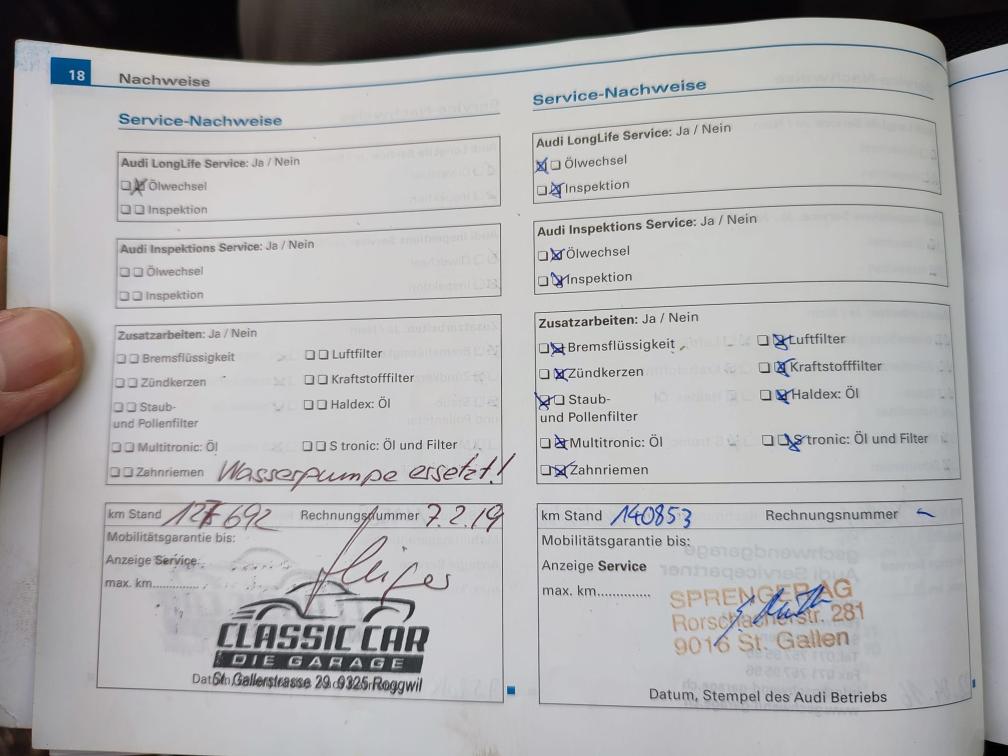 18 Nachweise
Service-Nachweise
Audi LongLife Service: Ja / Nein
Ölwechsel
Inspektion
Audi Inspektions Service: Ja / Nein
Ölwechsel
Inspektion
Zusatzarbeiten: Ja / Nein
Bremsflüssigkeit Luftfilter
Zündkerzen Kraftstofffilter
Staub- Haldex: Öl
und Pollenfilter
Multitronic: Öl S tronic: Öl und Filter
Zahnriemen Wasserpumpe ersetzt!
km Stand 127692 Rechnungsnummer 7.2.19
Mobilitätsgarantie bis:
Anzeige Service
max. km..............
CLASSIC CAR
DIE GARAGE
St. Gallerstrasse 29 9325 Roggwil
Service-Nachweise
Audi LongLife Service: Ja / Nein
Ölwechsel
Inspektion
Audi Inspektions Service: Ja / Nein
Ölwechsel
Inspektion
Zusatzarbeiten: Ja / Nein
Bremsflüssigkeit Luftfilter
Zündkerzen Kraftstofffilter
Staub- Haldex: Öl
und Pollenfilter
Multitronic: Öl S tronic: Öl und Filter
Zahnriemen
km Stand 140853 Rechnungsnummer
Mobilitätsgarantie bis:
Anzeige Service
max. km..............
SPRENGER AG
Rorschacherstr. 281
9016 St. Gallen
Datum, Stempel des Audi Betriebs